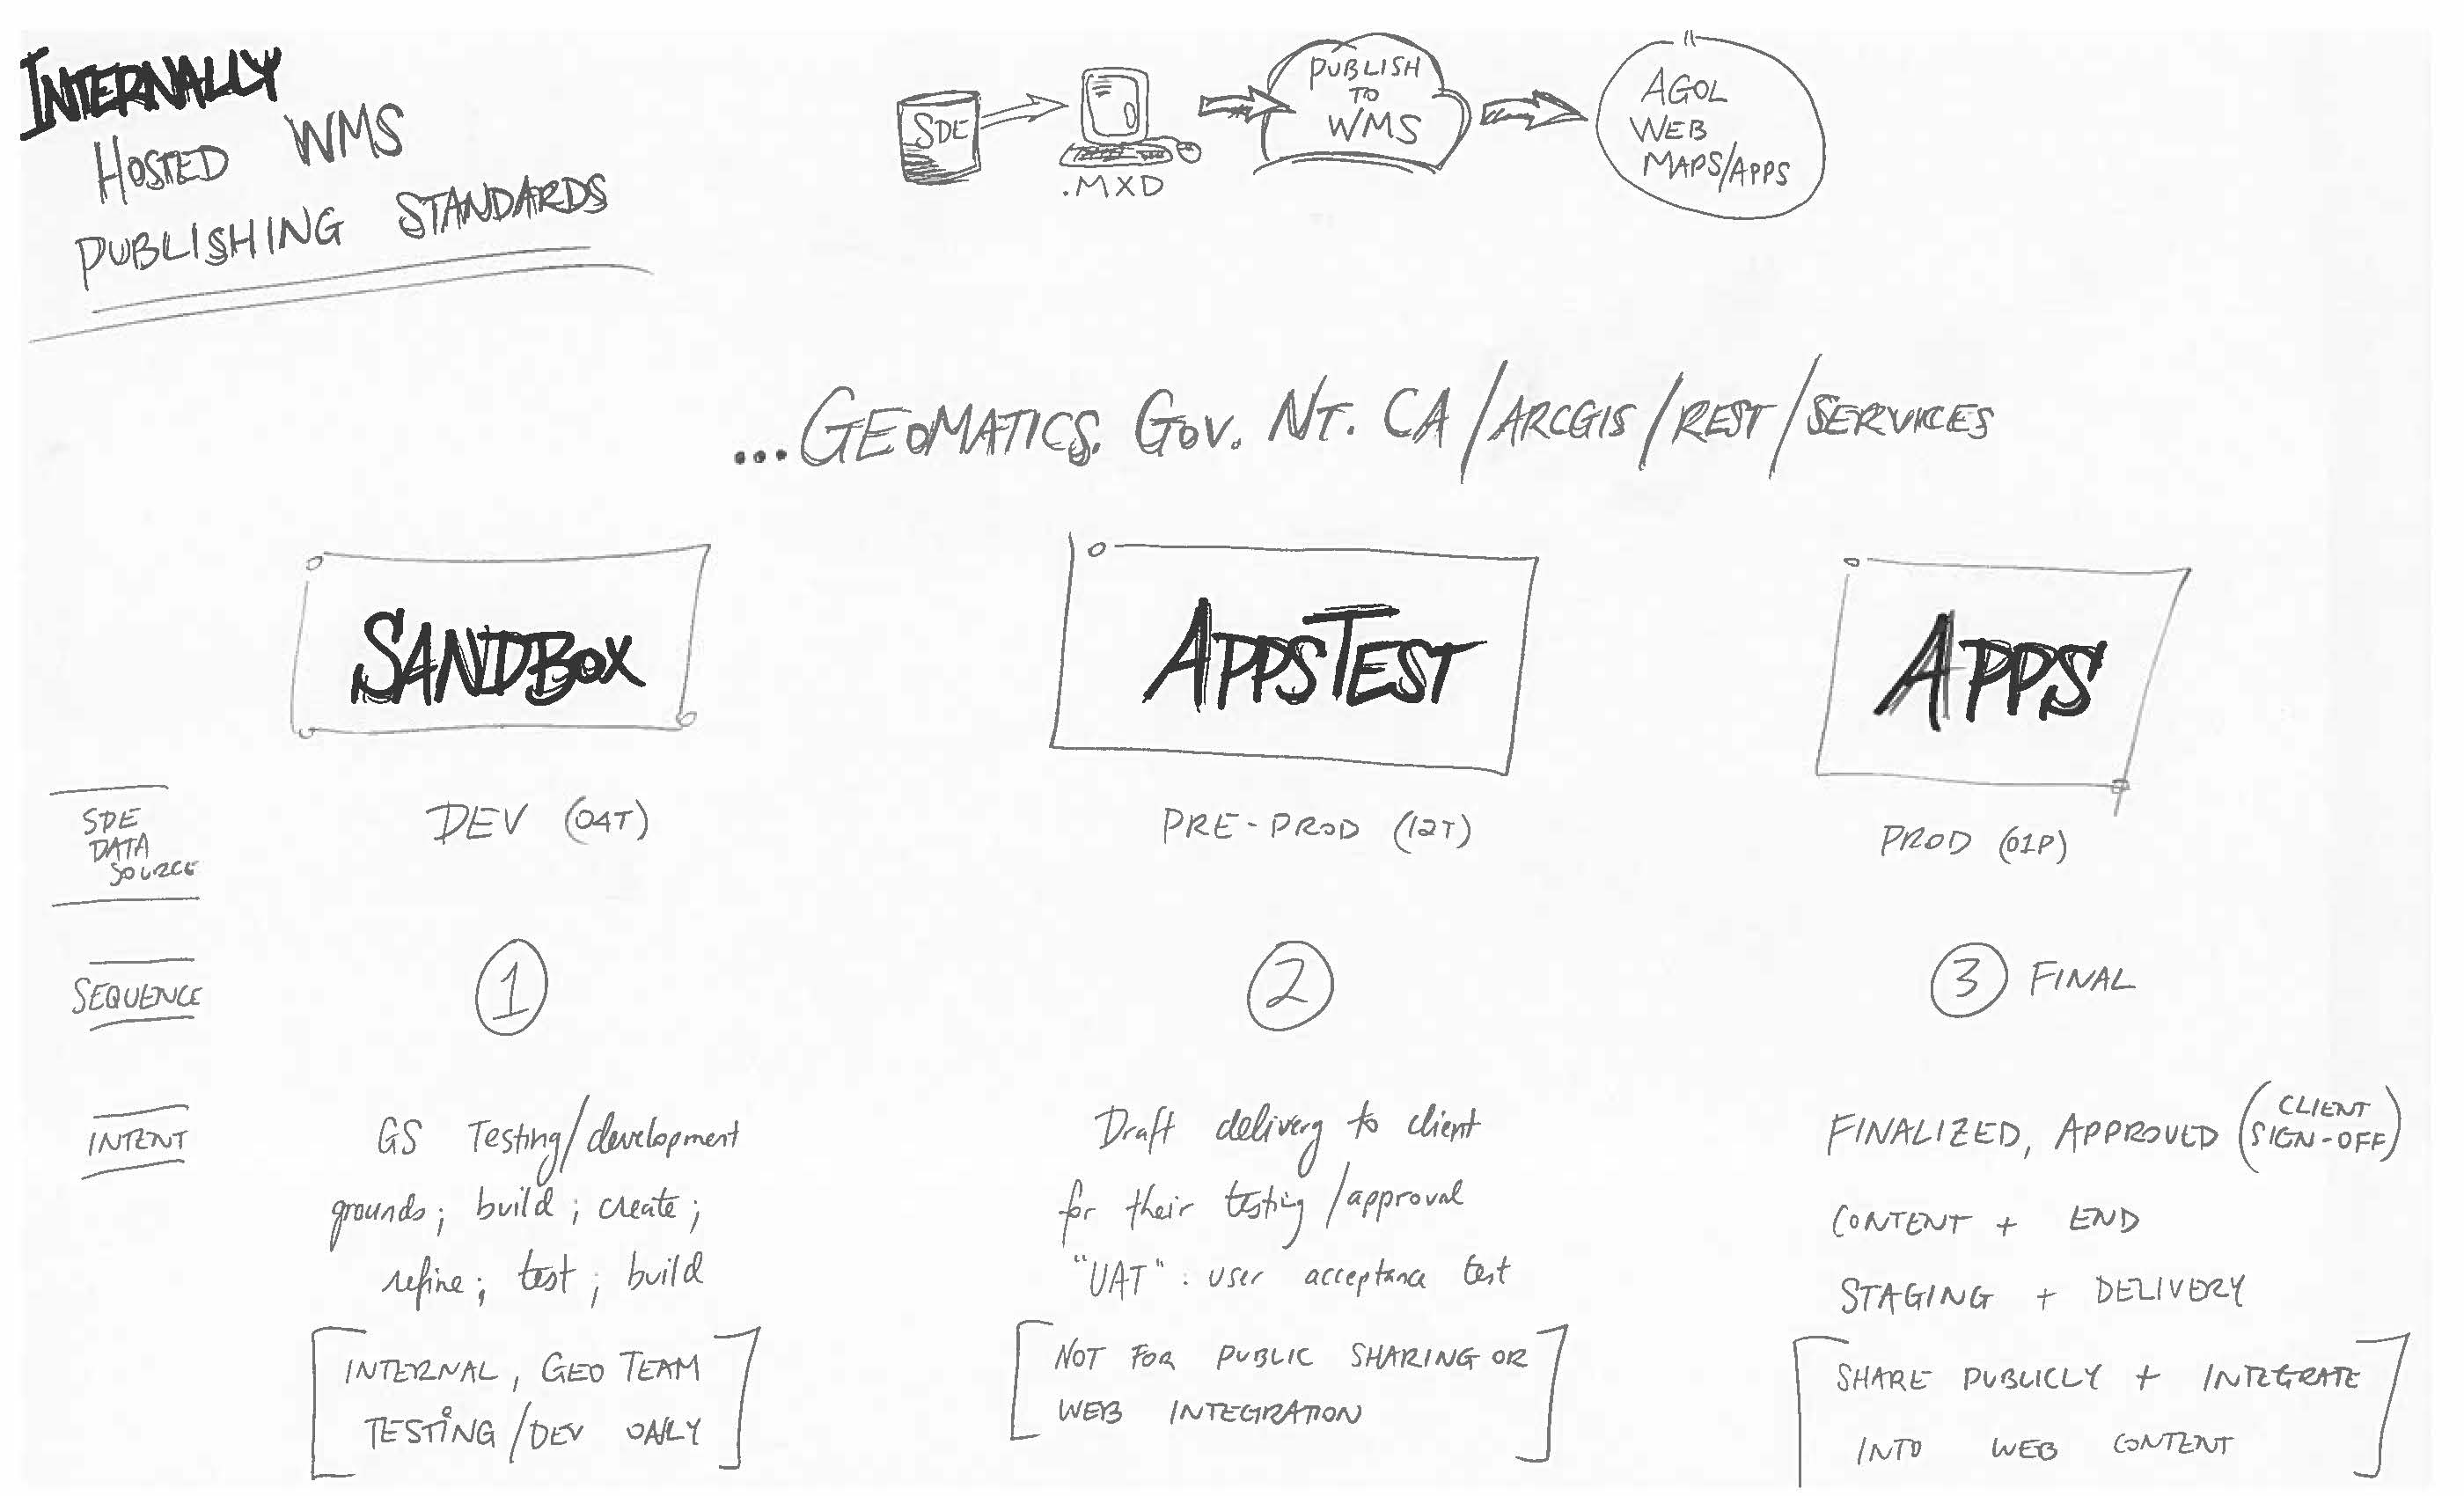 INTERNALLY
HOSTED WMS
PUBLISHING STANDARDS
SDE
.MXD
PUBLISH
TO
WMS
AGOL
WEB
MAPS/APPS
...GEOMATICS. GOV. NT. CA/ARCGIS/REST/SERVICES
SANDBOX
APPSTEST
APPS
SDE
DATA
SOURCE
DEV (04T)
PRE-PROD (12T)
PROD (01P)
SEQUENCE
1
2
3 FINAL
INTENT
GS Testing/development
grounds; build; create;
refine; test; build
[INTERNAL, GEO TEAM
TESTING/DEV ONLY]
Draft delivery to client
for their testing/approval
"UAT": user acceptance test
[NOT FOR PUBLIC SHARING OR
WEB INTEGRATION]
FINALIZED, APPROVED (CLIENT
SIGN-OFF)
CONTENT + END
STAGING + DELIVERY
[SHARE PUBLICLY + INTEGRATE
INTO WEB CONTENT]